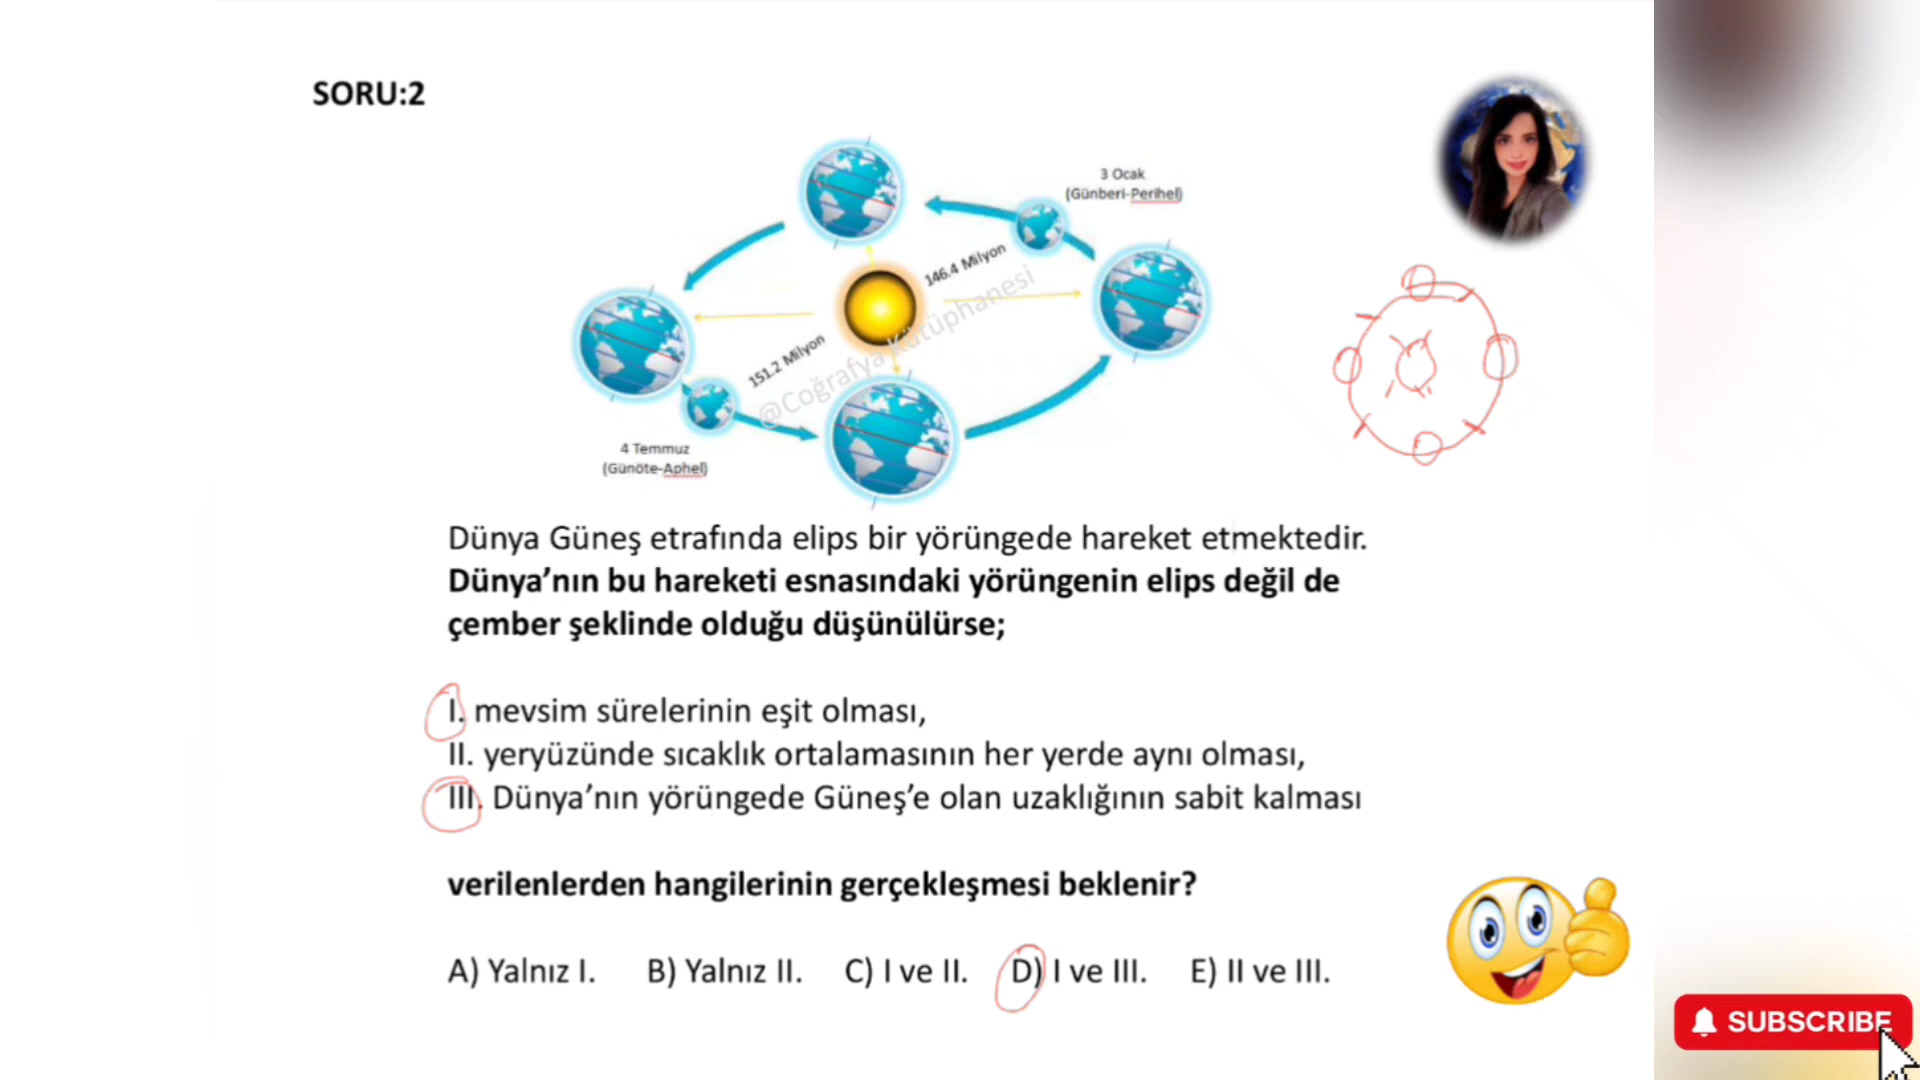 SORU:2
3 Ocak
(Günberi-Perihel)
146.4 Milyon
151.2 Milyon
@Coğrafya Kütüphanesi
4 Temmuz
(Günöte-Aphel)
Dünya Güneş etrafında elips bir yörüngede hareket etmektedir.
Dünya’nın bu hareketi esnasındaki yörüngenin elips değil de
çember şeklinde olduğu düşünülürse;
I. mevsim sürelerinin eşit olması,
II. yeryüzünde sıcaklık ortalamasının her yerde aynı olması,
III. Dünya’nın yörüngede Güneş’e olan uzaklığının sabit kalması
verilenlerden hangilerinin gerçekleşmesi beklenir?
A) Yalnız I. B) Yalnız II. C) I ve II. D) I ve III. E) II ve III.
SUBSCRIBE